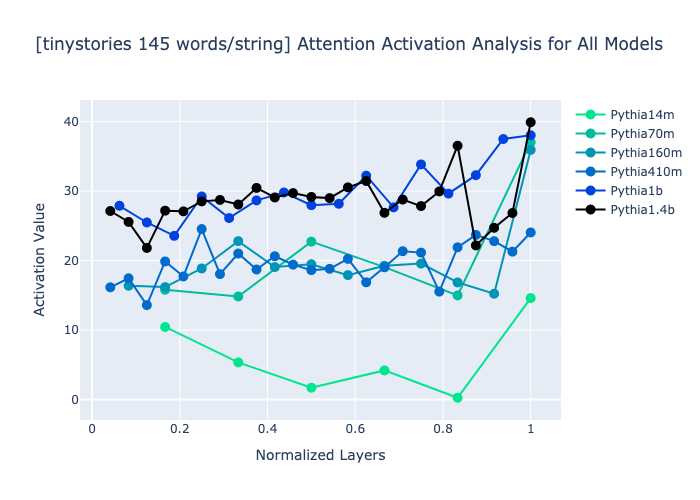 [tinystories 145 words/string] Attention Activation Analysis for All Models
Activation Value
40
30
20
10
0
0
0.2
0.4
0.6
0.8
1
Normalized Layers
Pythia14m
Pythia70m
Pythia160m
Pythia410m
Pythia1b
Pythia1.4b